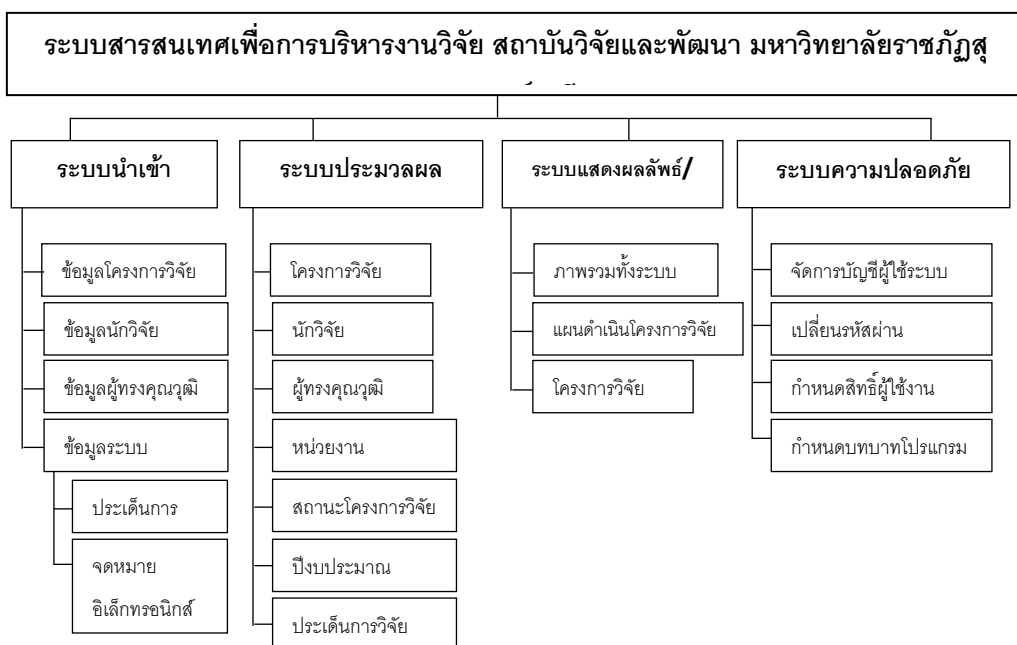 ระบบสารสนเทศเพื่อการบริหารงานวิจัย สถาบันวิจัยและพัฒนา มหาวิทยาลัยราชภัฏสุ
ระบบนำเข้า
ข้อมูลโครงการวิจัย
ข้อมูลนักวิจัย
ข้อมูลผู้ทรงคุณวุฒิ
ข้อมูลระบบ
ประเด็นการ
จดหมาย
อิเล็กทรอนิกส์
ระบบประมวลผล
โครงการวิจัย
นักวิจัย
ผู้ทรงคุณวุฒิ
หน่วยงาน
สถานะโครงการวิจัย
ปีงบประมาณ
ประเด็นการวิจัย
ระบบแสดงผลลัพธ์/
ภาพรวมทั้งระบบ
แผนดำเนินโครงการวิจัย
โครงการวิจัย
ระบบความปลอดภัย
จัดการบัญชีผู้ใช้ระบบ
เปลี่ยนรหัสผ่าน
กำหนดสิทธิ์ผู้ใช้งาน
กำหนดบทบาทโปรแกรม